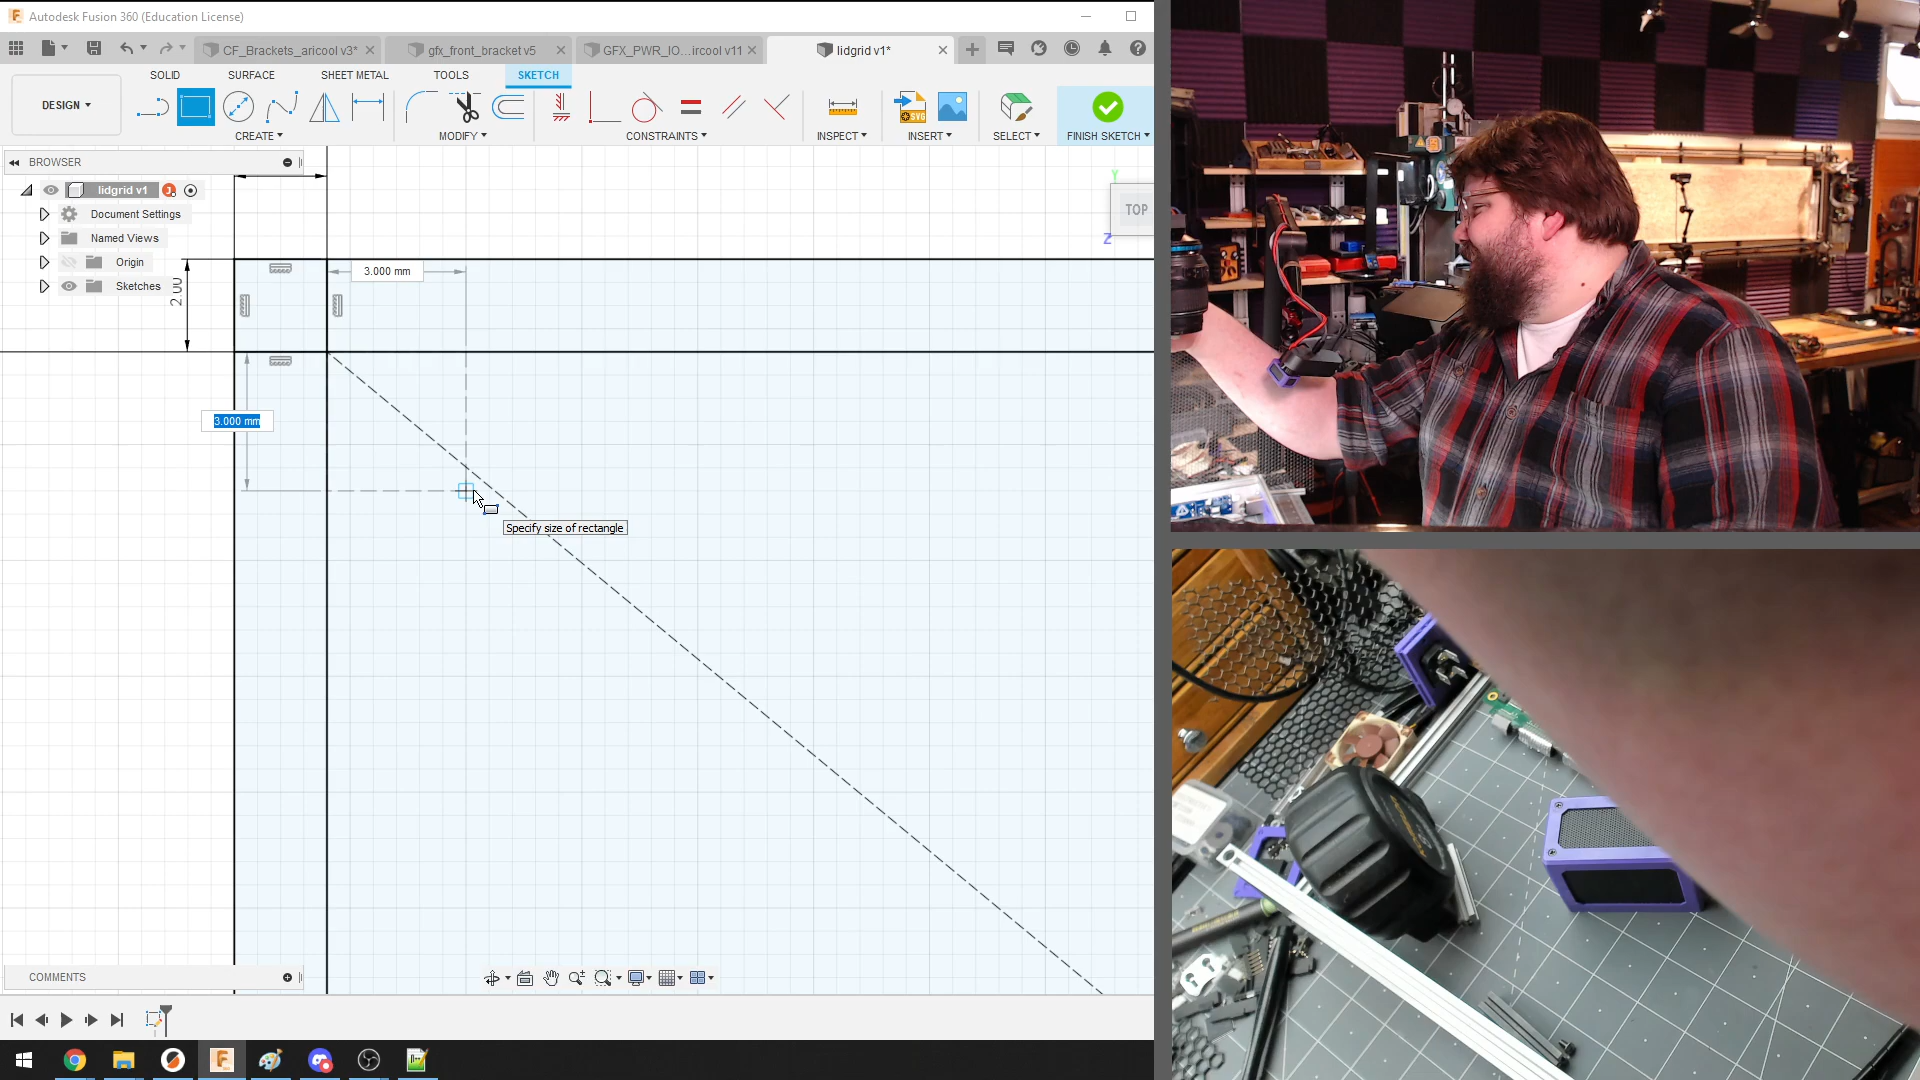 Autodesk Fusion 360 (Education License)
CF_Brackets_aricool v3*
gfx_front_bracket v5
GFX_PWR_IO...ircool v11
lidgrid v1*
SOLID
SURFACE
SHEET METAL
TOOLS
SKETCH
DESIGN
CREATE
MODIFY
CONSTRAINTS
INSPECT
INSERT
SELECT
FINISH SKETCH
BROWSER
lidgrid v1
Document Settings
Named Views
Origin
Sketches
2.00
3.000 mm
3.000 mm
Specify size of rectangle
Y
TOP
Z
COMMENTS